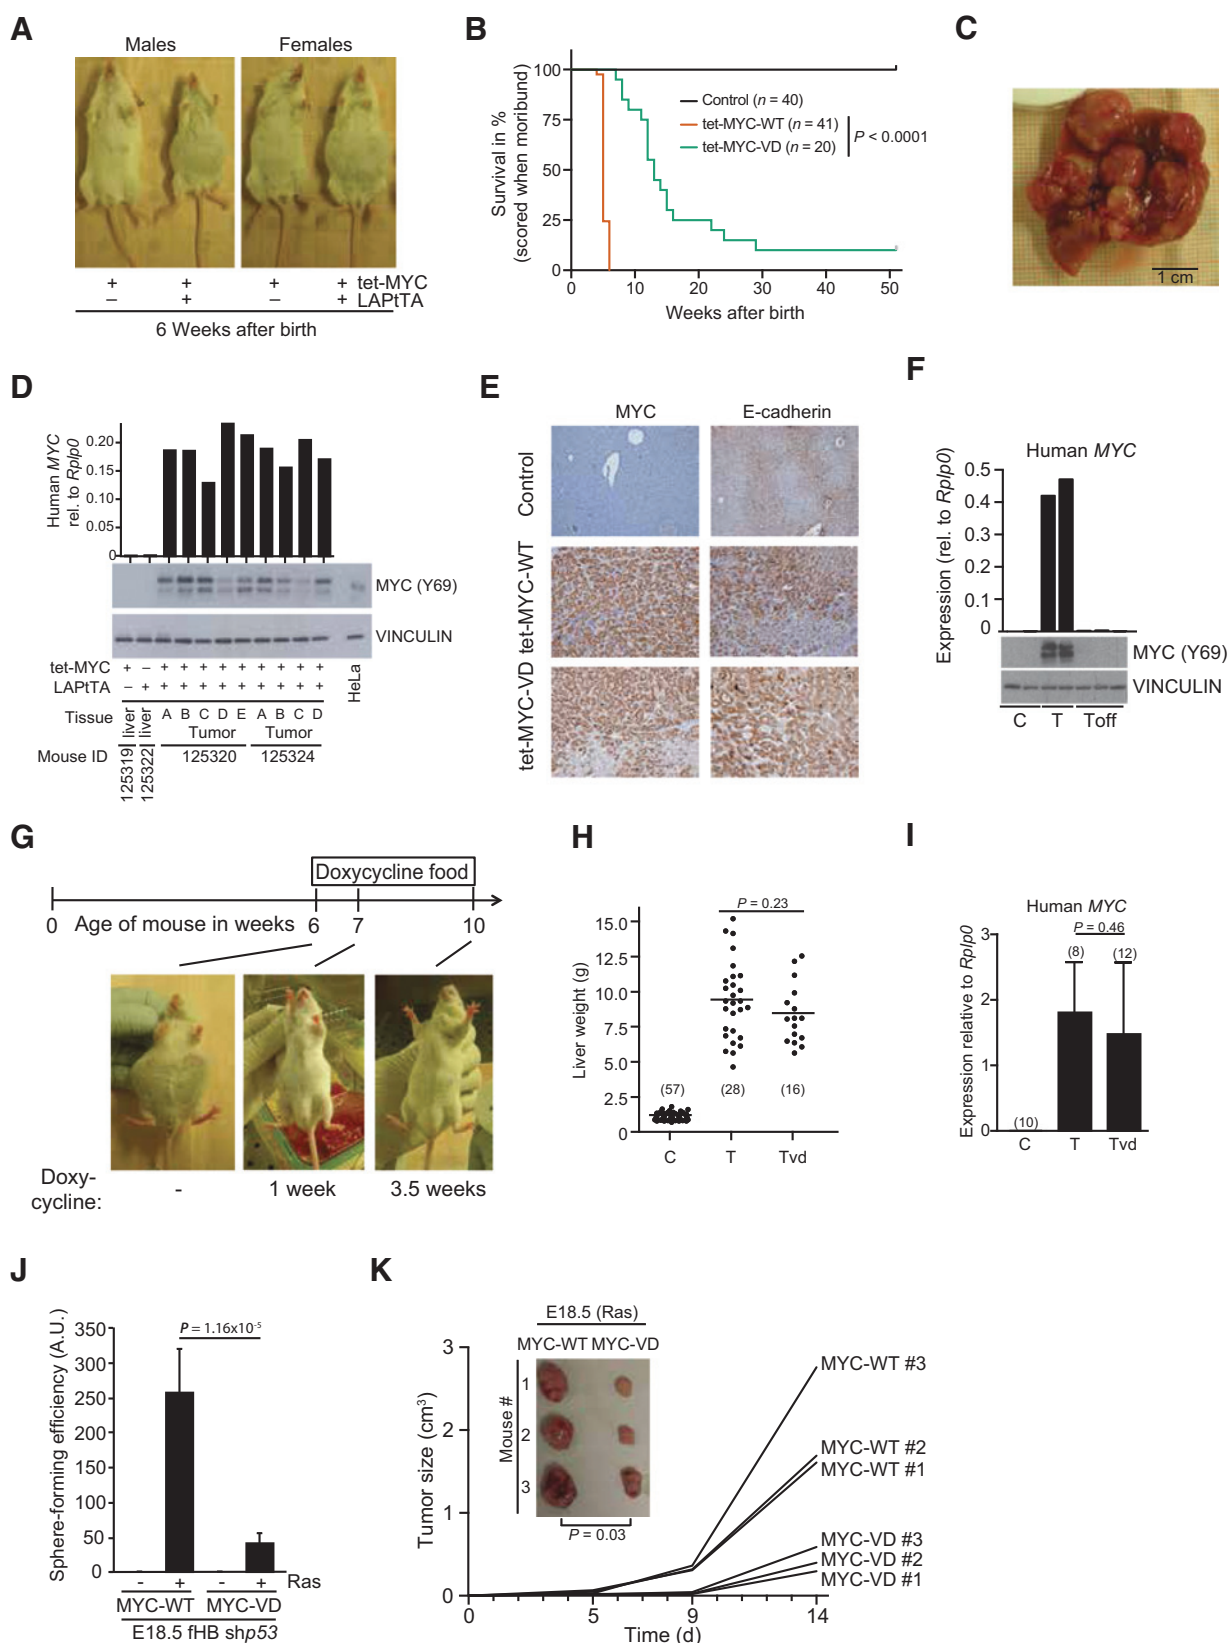 A
Males
Females
+ − + + tet-MYC
− + − + LAPtTA
6 Weeks after birth
B
Survival in %
(scored when moribund)
100
75
50
25
0
0 10 20 30 40 50
Weeks after birth
Control (n = 40)
tet-MYC-WT (n = 41)
tet-MYC-VD (n = 20)
P < 0.0001
C
1 cm
D
Human MYC
rel. to Rplp0
0.20
0.15
0.10
0.05
0
MYC (Y69)
VINCULIN
tet-MYC + − + + + + + + + + +
LAPtTA − + + + + + + + + + +
HeLa
Tissue liver liver A B C D E A B C D
Tumor Tumor
Mouse ID 125319 125322 125320 125324
E
MYC
E-cadherin
Control
tet-MYC-WT
tet-MYC-VD
F
Human MYC
Expression (rel. to Rplp0)
0.5
0.4
0.3
0.2
0.1
0
MYC (Y69)
VINCULIN
C T Toff
G
Doxycycline food
0 Age of mouse in weeks 6 7 10
Doxy-
cycline:
- 1 week 3.5 weeks
H
Liver weight (g)
15.0
12.5
10.0
7.5
5.0
2.5
0
P = 0.23
(57) (28) (16)
C T Tvd
I
Human MYC
Expression relative to Rplp0
3
2
1
0
P = 0.46
(8) (12)
(10)
C T Tvd
J
Sphere-forming efficiency (A.U.)
350
300
250
200
150
100
50
0
P = 1.16x10-5
- + - + Ras
MYC-WT MYC-VD
E18.5 fHB shp53
K
E18.5 (Ras)
MYC-WT MYC-VD
Mouse #
1
2
3
P = 0.03
Tumor size (cm³)
3
2
1
0
0 5 9 14
Time (d)
MYC-WT #3
MYC-WT #2
MYC-WT #1
MYC-VD #3
MYC-VD #2
MYC-VD #1